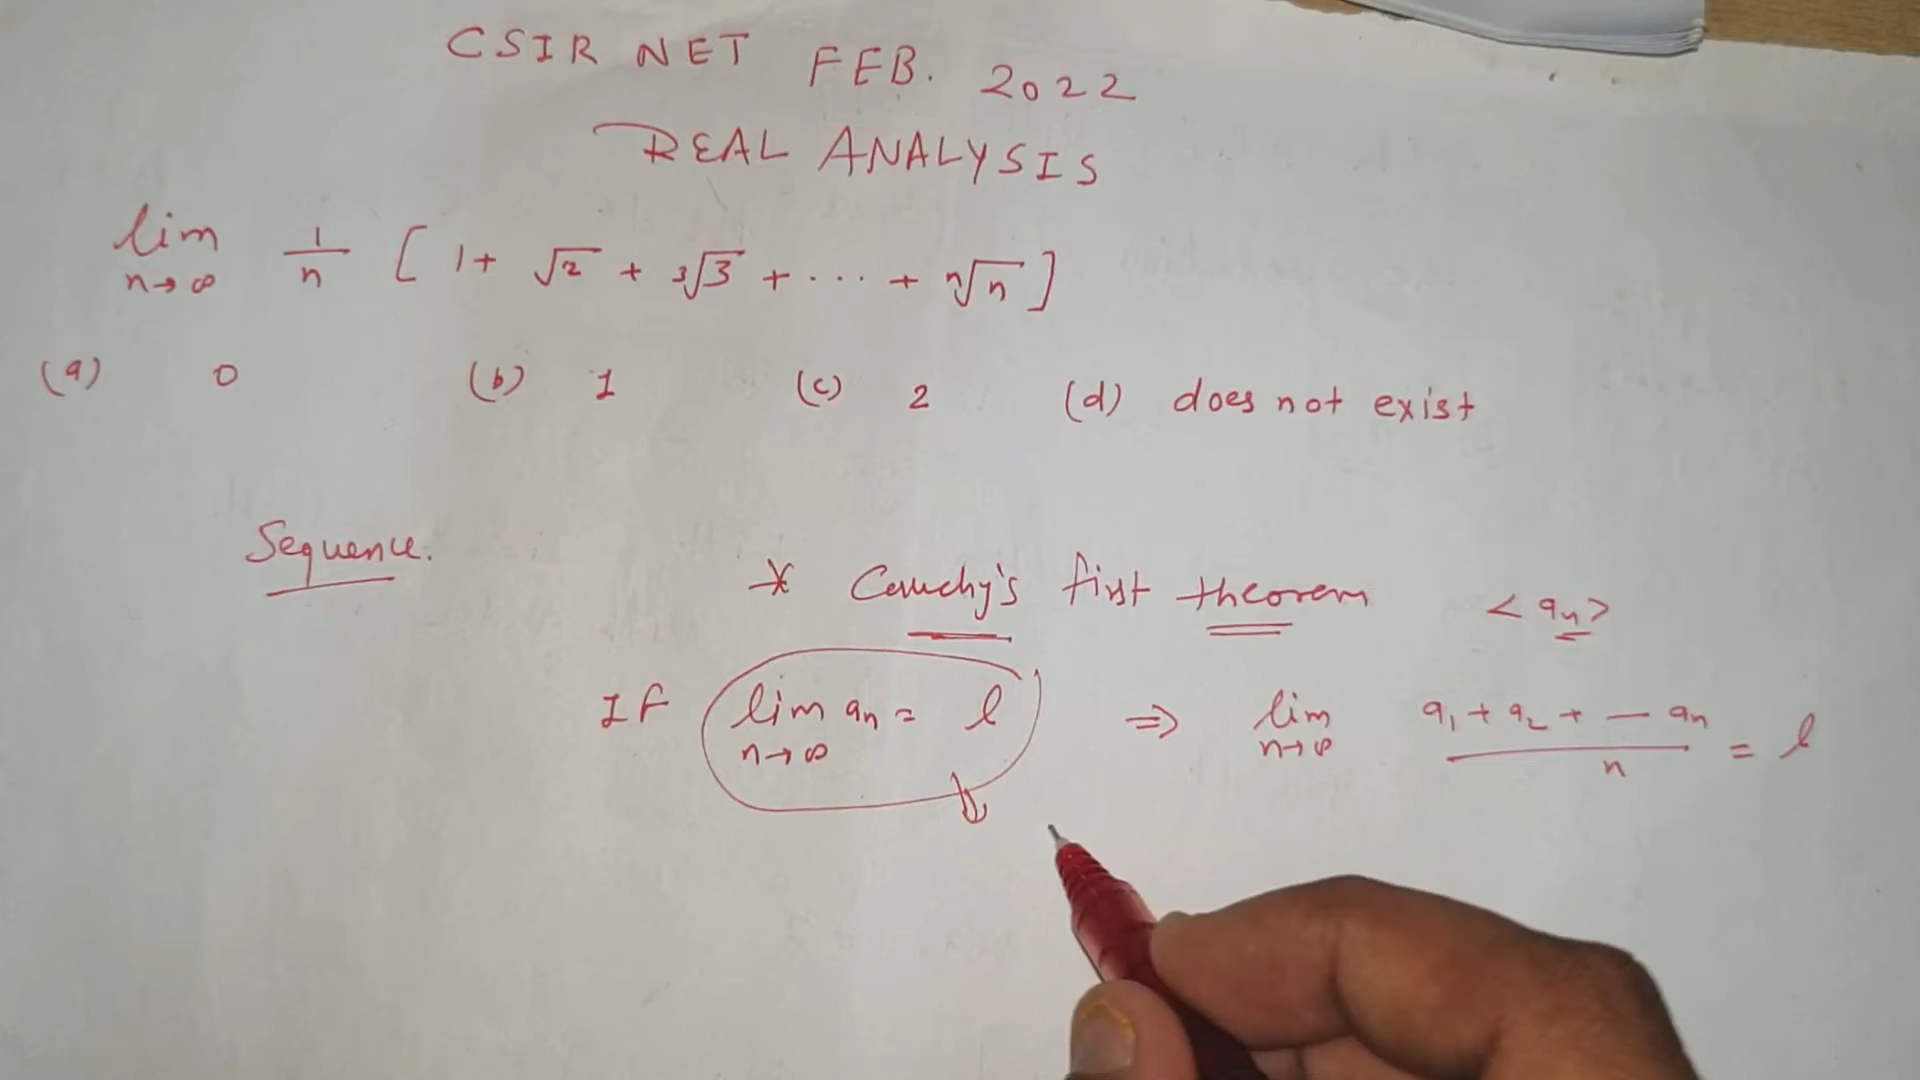 CSIR NET FEB. 2022
REAL ANALYSIS
lim n→∞ 1/n [ 1 + √2 + ³√3 + ... + ⁿ√n ]
(a) 0 (b) 1 (c) 2 (d) does not exist
Sequence.
* Cauchy's first theorem < aₙ >
If lim n→∞ aₙ = l ⇒ lim n→∞ (a₁ + a₂ + — aₙ)/n = l